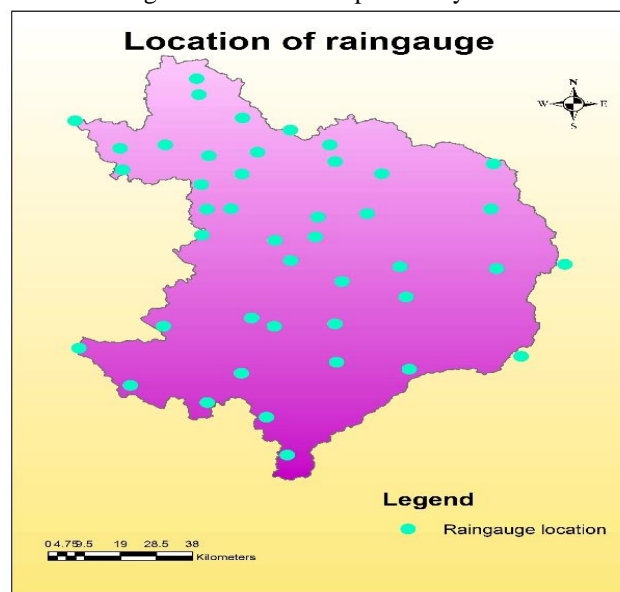 Location of raingauge
N
W E
S
Legend
Raingauge location
0 4.75 9.5 19 28.5 38
Kilometers